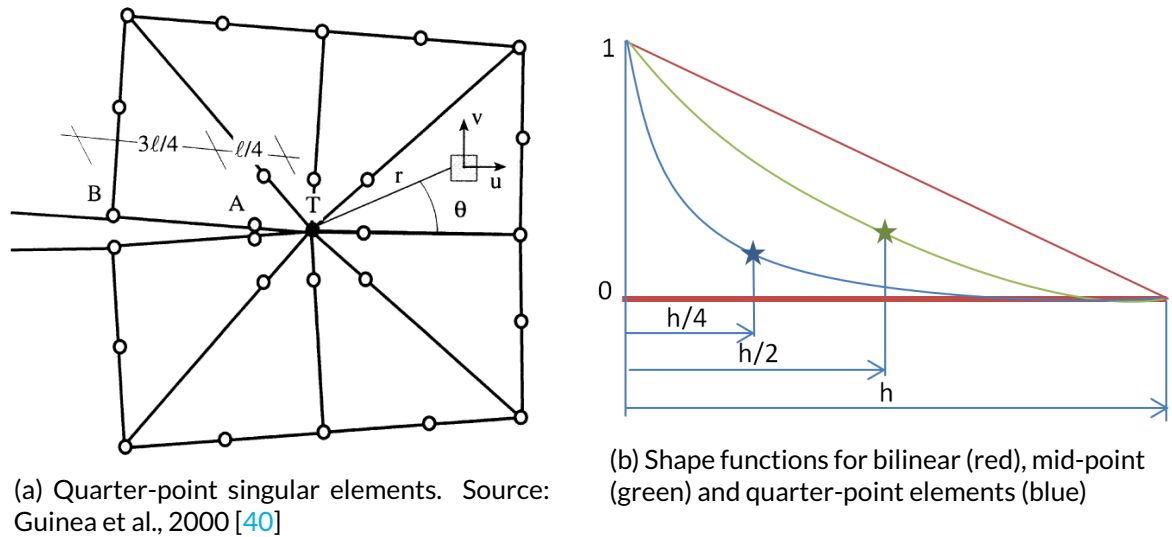 3ℓ/4
ℓ/4
v
u
r
θ
B
A
T
(a) Quarter-point singular elements. Source:
Guinea et al., 2000 [40]
1
0
h/4
h/2
h
(b) Shape functions for bilinear (red), mid-point
(green) and quarter-point elements (blue)